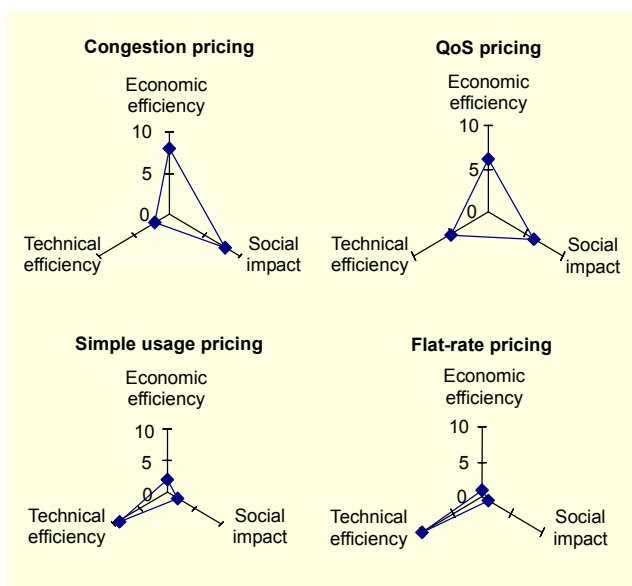 Congestion pricing
Economic
efficiency
10
5
0
Technical
efficiency
Social
impact
QoS pricing
Economic
efficiency
10
5
0
Technical
efficiency
Social
impact
Simple usage pricing
Economic
efficiency
10
5
0
Technical
efficiency
Social
impact
Flat-rate pricing
Economic
efficiency
10
5
0
Technical
efficiency
Social
impact